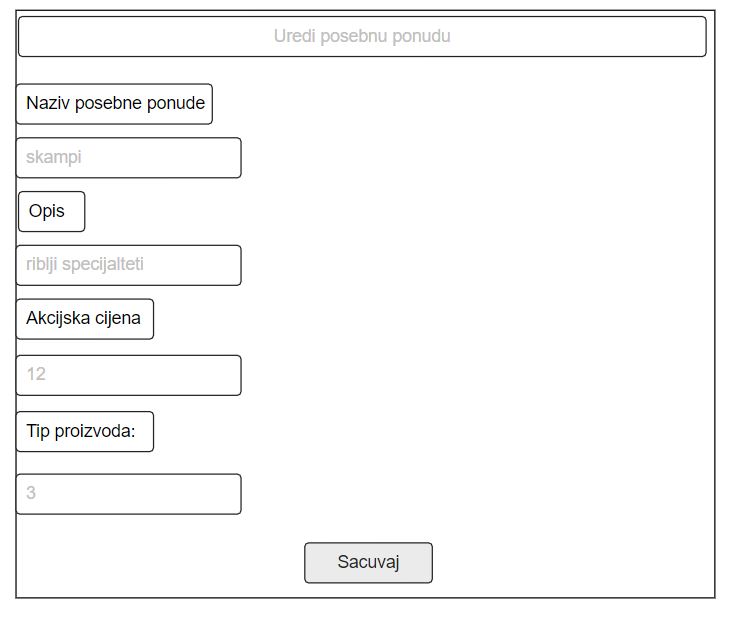 Uredi posebnu ponudu
Naziv posebne ponude
skampi
Opis
riblji specijalteti
Akcijska cijena
12
Tip proizvoda:
3
Sacuvaj